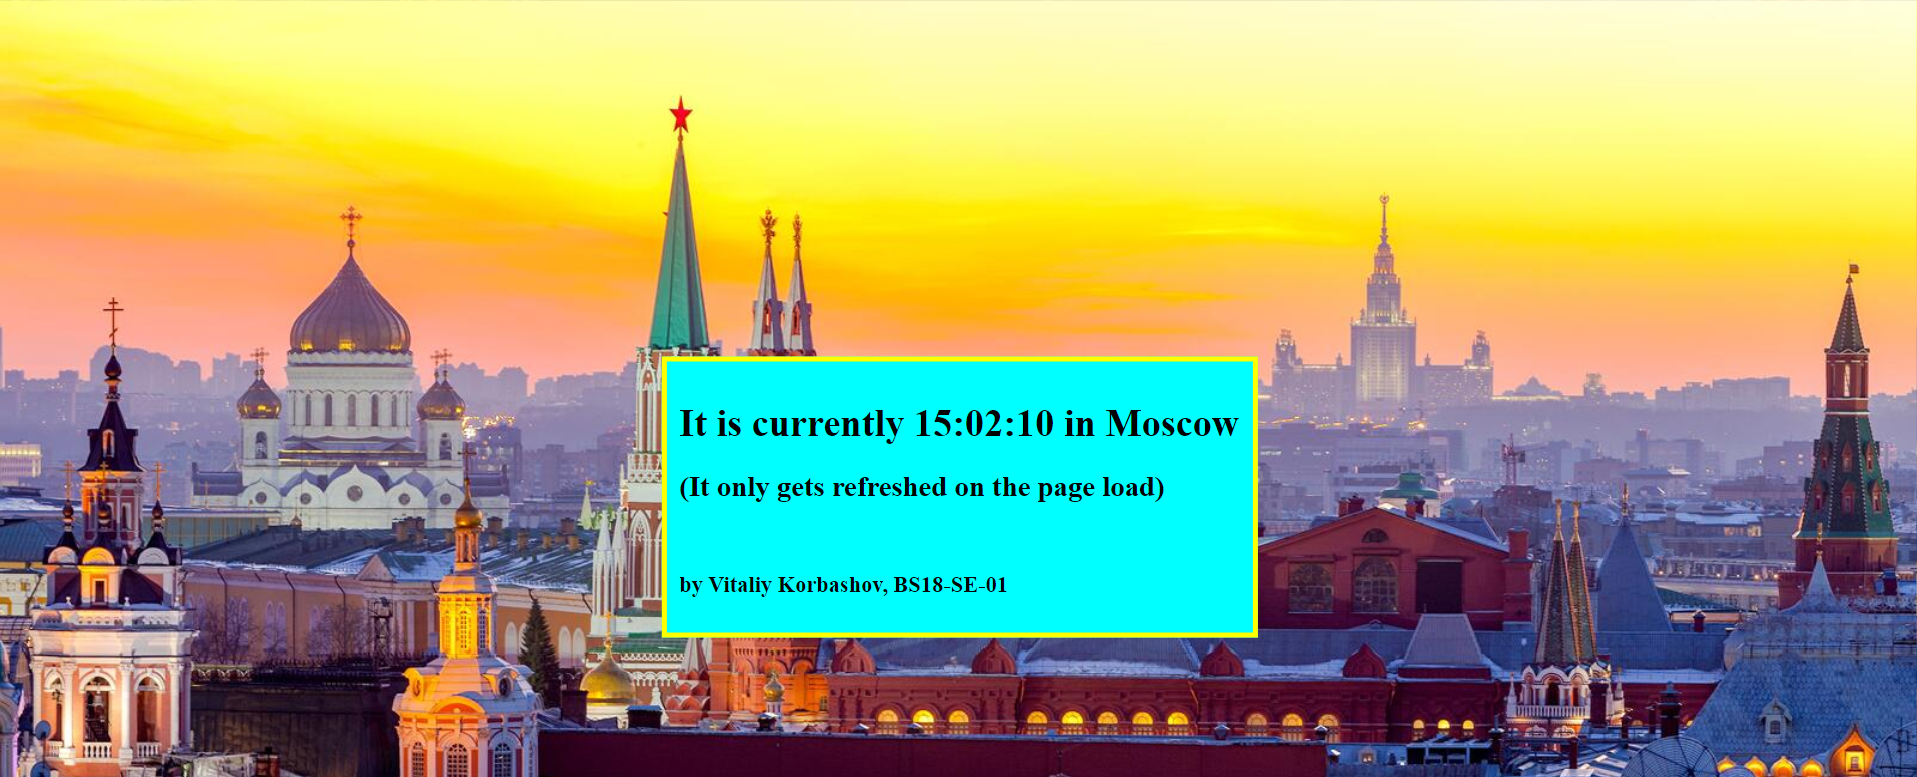 It is currently 15:02:10 in Moscow
(It only gets refreshed on the page load)
by Vitaliy Korbashov, BS18-SE-01